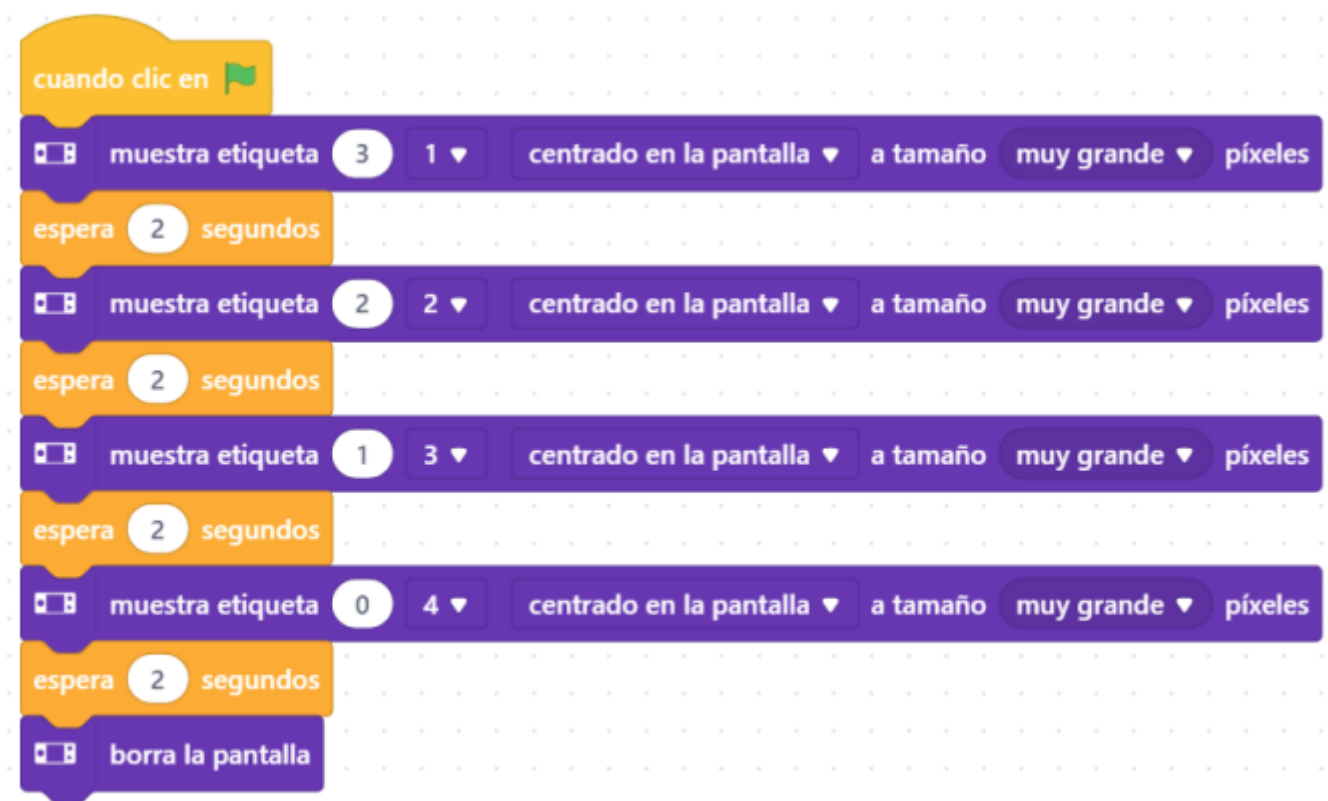 cuando clic en
muestra etiqueta 3 1 centrado en la pantalla a tamaño muy grande píxeles
espera 2 segundos
muestra etiqueta 2 2 centrado en la pantalla a tamaño muy grande píxeles
espera 2 segundos
muestra etiqueta 1 3 centrado en la pantalla a tamaño muy grande píxeles
espera 2 segundos
muestra etiqueta 0 4 centrado en la pantalla a tamaño muy grande píxeles
espera 2 segundos
borra la pantalla